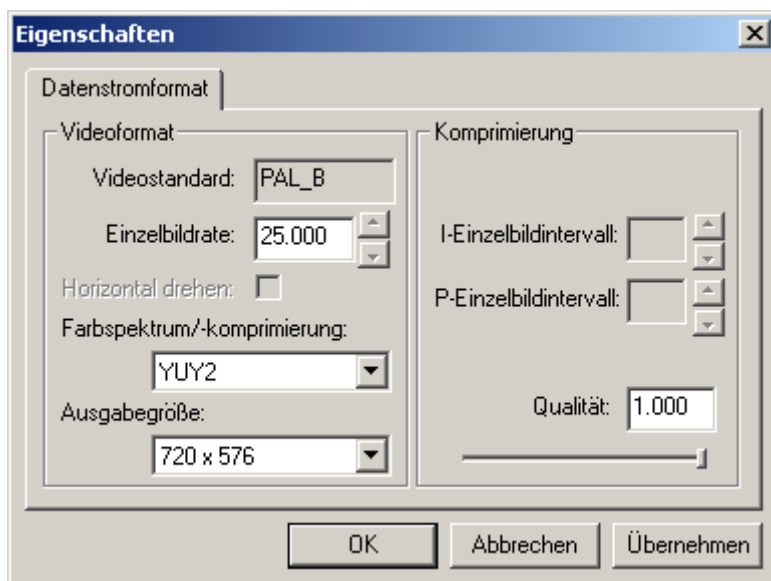 Eigenschaften
Datenstromformat
Videoformat
Videostandard: PAL_B
Einzelbildrate: 25.000
Horizontal drehen:
Farbspektrum/-komprimierung:
YUY2
Ausgabegröße:
720 x 576
Komprimierung
I-Einzelbildintervall:
P-Einzelbildintervall:
Qualität: 1.000
OK
Abbrechen
Übernehmen